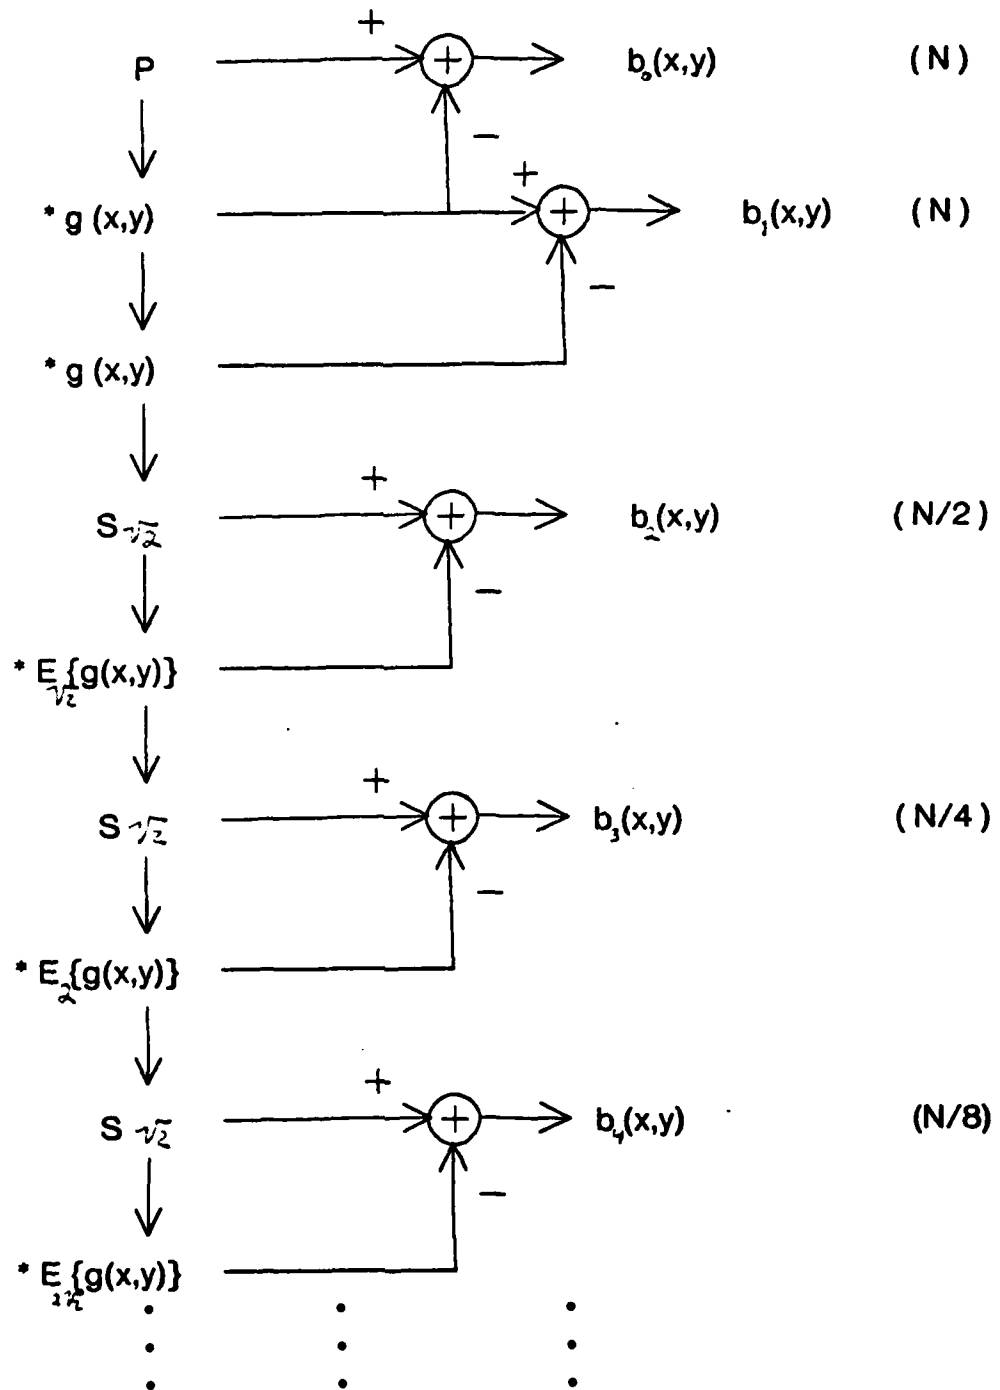 +
P + b₀(x,y) (N)
−
+
* g (x,y) + b₁(x,y) (N)
−
* g (x,y)
+
S √2 + b₂(x,y) (N/2)
−
* E√2{g(x,y)}
+
S √2 + b₃(x,y) (N/4)
−
* E₂{g(x,y)}
+
S √2 + b₄(x,y) (N/8)
−
* E {g(x,y)}